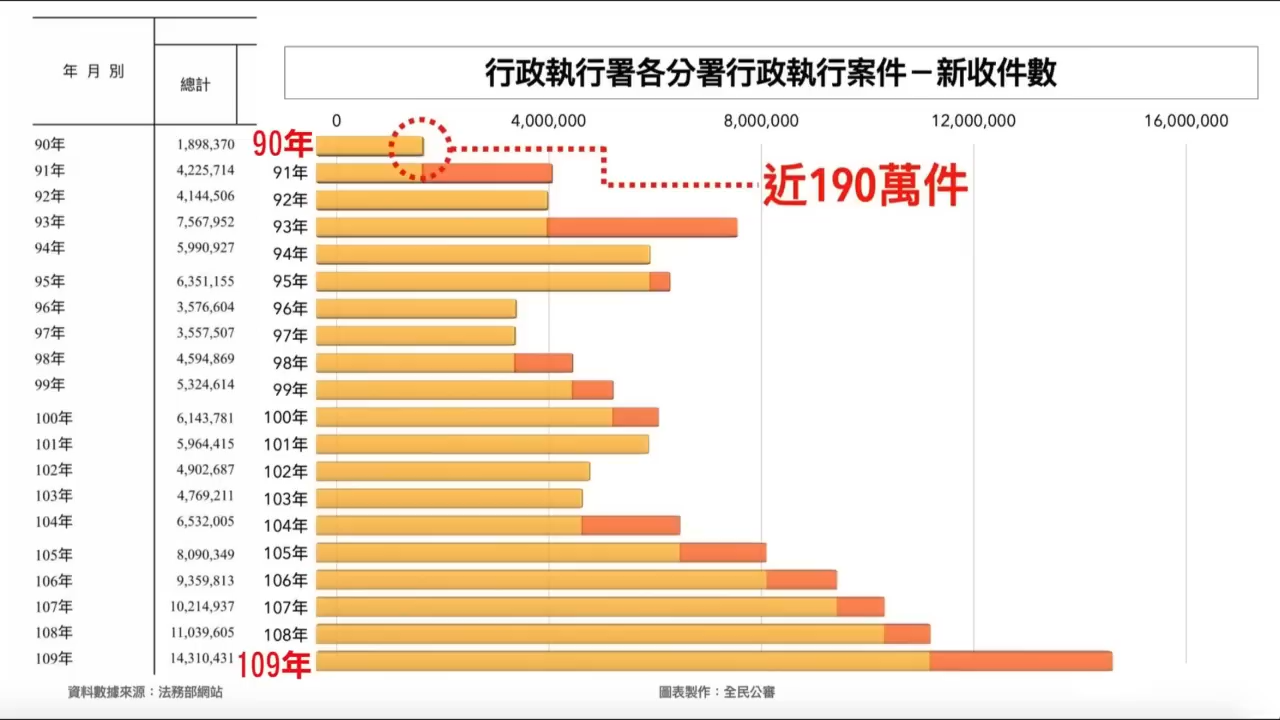 年 月 別
總計
90年 1,898,370
91年 4,225,714
92年 4,144,506
93年 7,567,952
94年 5,990,927
95年 6,351,155
96年 3,576,604
97年 3,557,507
98年 4,594,869
99年 5,324,614
100年 6,143,781
101年 5,964,415
102年 4,902,687
103年 4,769,211
104年 6,532,005
105年 8,090,349
106年 9,359,813
107年 10,214,937
108年 11,039,605
109年 14,310,431
行政執行署各分署行政執行案件－新收件數
0 4,000,000 8,000,000 12,000,000 16,000,000
90年
91年
近190萬件
92年
93年
94年
95年
96年
97年
98年
99年
100年
101年
102年
103年
104年
105年
106年
107年
108年
109年
資料數據來源：法務部網站
圖表製作：全民公審